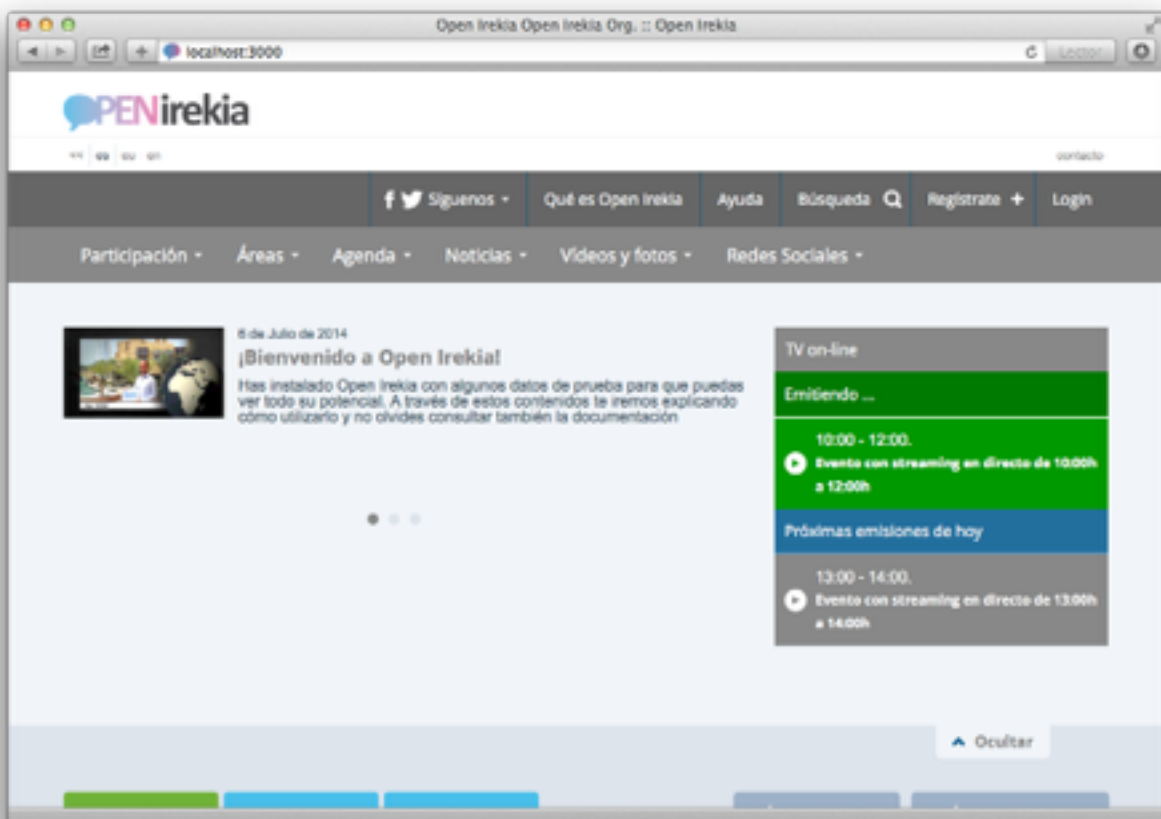 Open Irekia Open Irekia Org. :: Open Irekia
localhost:3000
Lector
OPENirekia
es eu en
contacto
Síguenos
Qué es Open Irekia
Ayuda
Búsqueda
Regístrate +
Login
Participación
Áreas
Agenda
Noticias
Vídeos y fotos
Redes Sociales
6 de Julio de 2014
¡Bienvenido a Open Irekia!
Has instalado Open Irekia con algunos datos de prueba para que puedas
ver todo su potencial. A través de estos contenidos te iremos explicando
cómo utilizarlo y no olvides consultar también la documentación
TV on-line
Emitiendo ...
10:00 - 12:00.
Evento con streaming en directo de 10:00h
a 12:00h
Próximas emisiones de hoy
13:00 - 14:00.
Evento con streaming en directo de 13:00h
a 14:00h
Ocultar